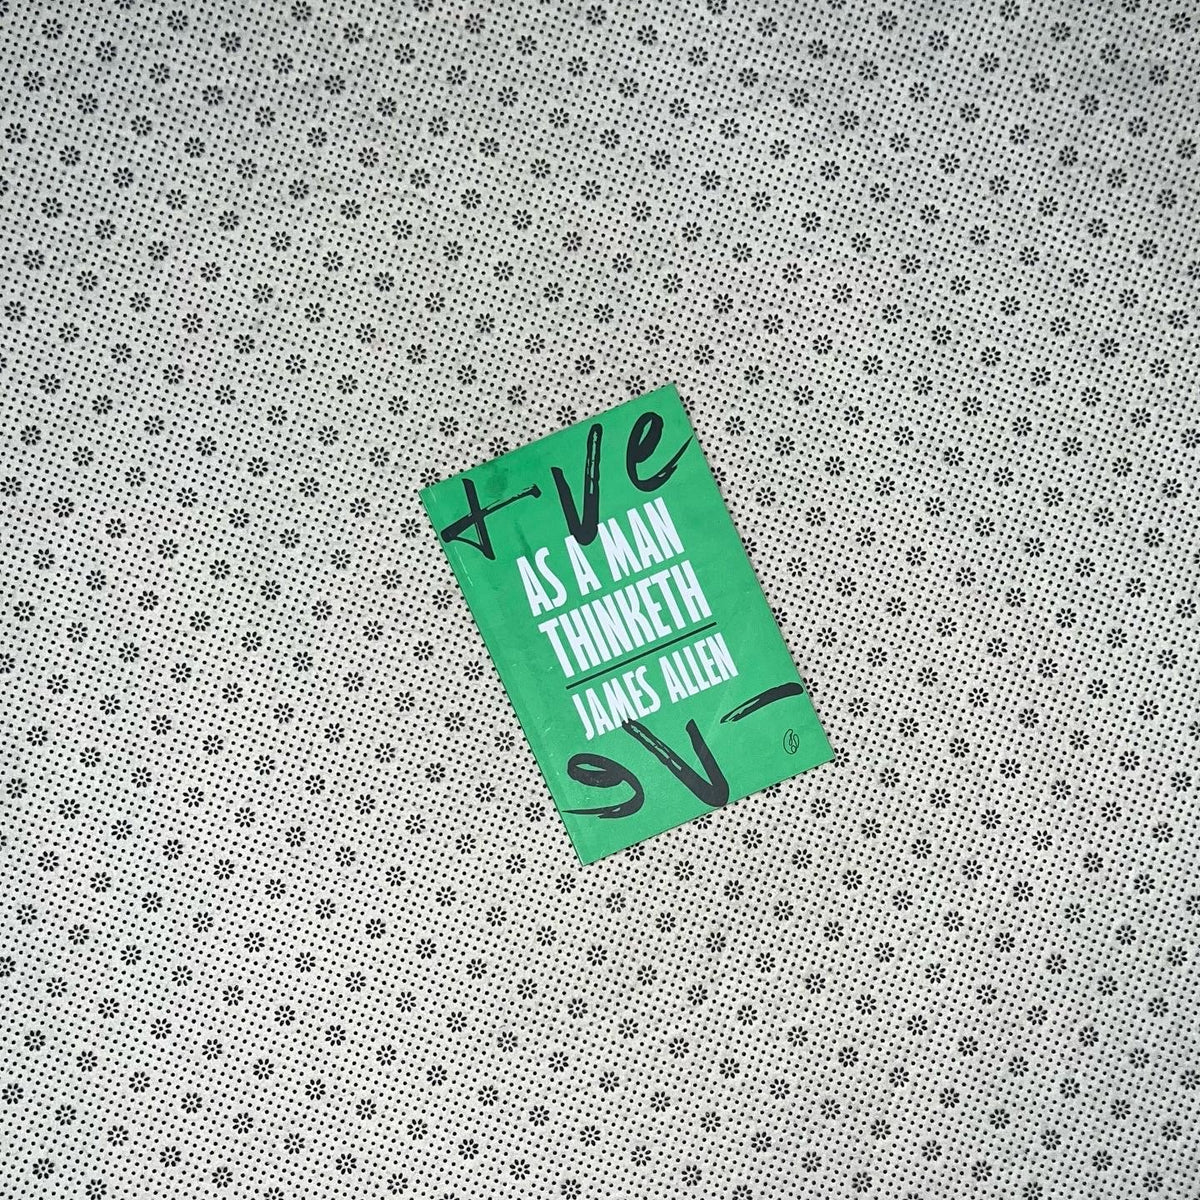 +Ve
AS A MAN
THINKETH
JAMES ALLEN
-Ve